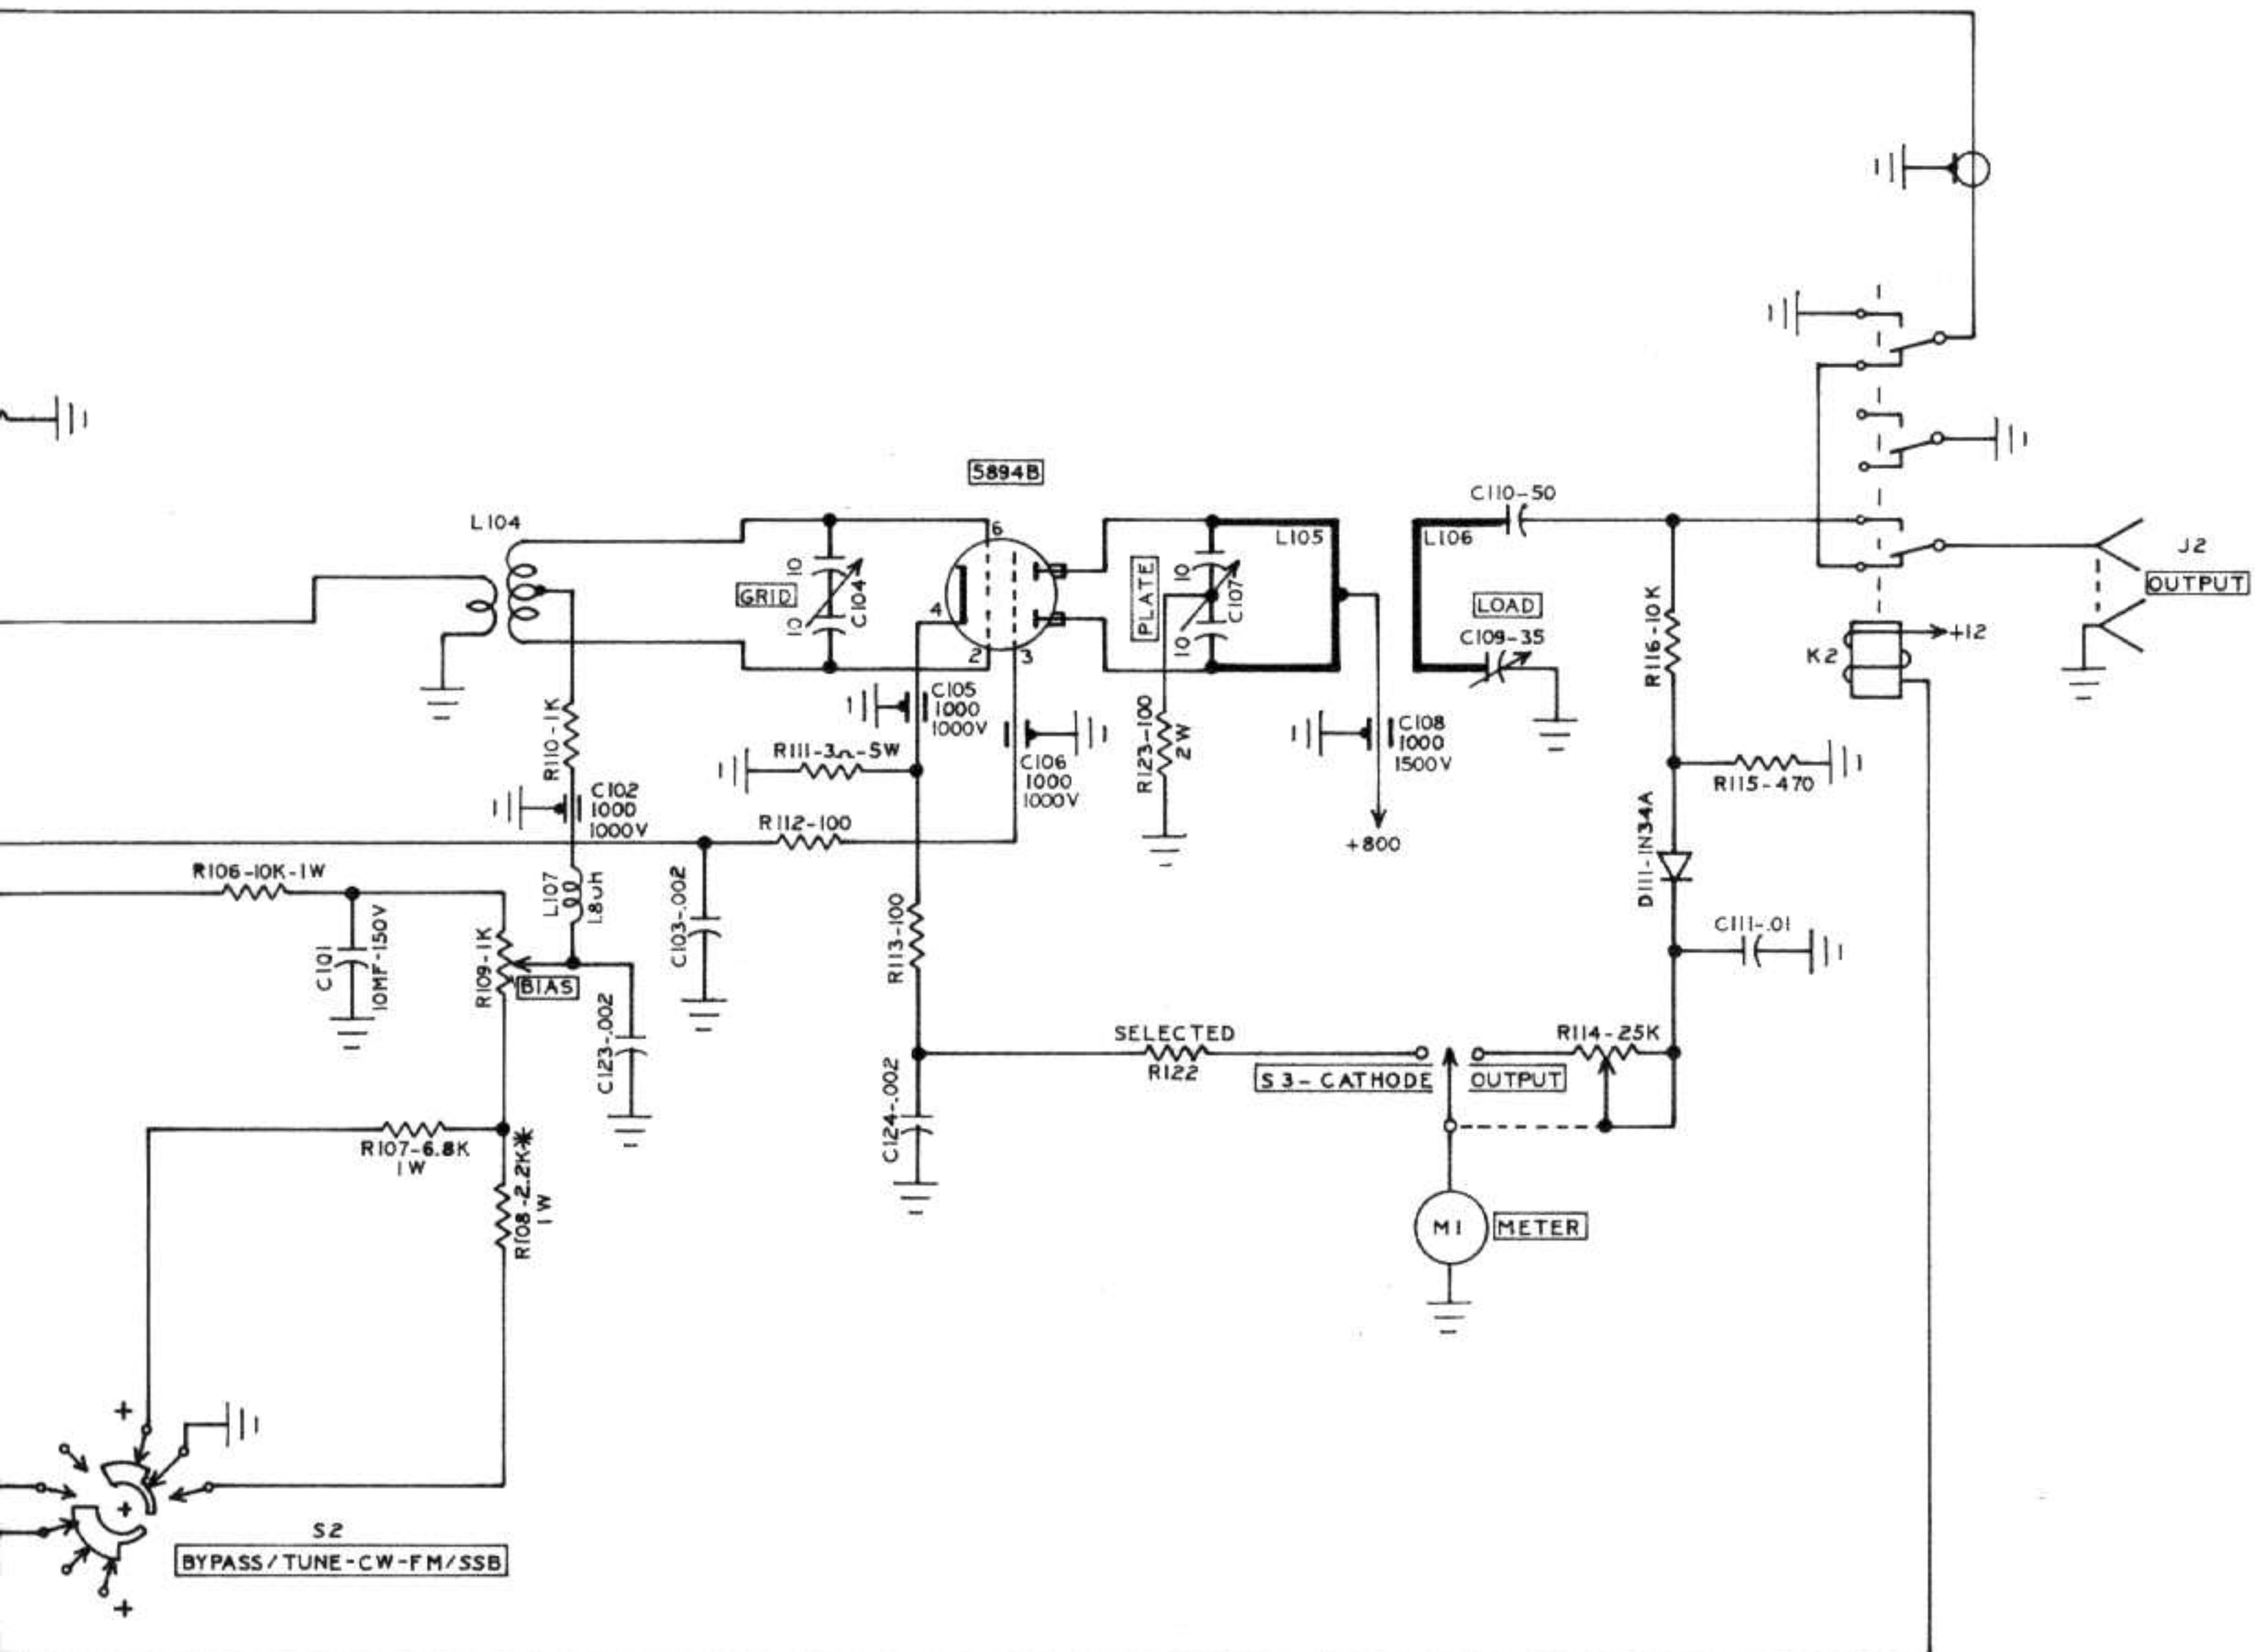 5894B
L104
6
4
2
3
GRID
10
10
C104
PLATE
10
10
C107
L105
L106
C110-50
LOAD
C109-35
R116-10K
K2
+12
J2
OUTPUT
R110-1K
C102
1000
1000V
C105
1000
1000V
R111-3Ω-5W
C106
1000
1000V
R123-100
2W
C108
1000
1500V
+800
R115-470
D111-1N34A
R112-100
R106-10K-1W
C101
10MF-150V
R109-1K
BIAS
L107
1.8UH
C103-.002
C123-.002
R113-100
C124-.002
C111-.01
SELECTED
R122
S3-CATHODE
OUTPUT
R114-25K
M1
METER
R107-6.8K
1W
R108-2.2K*
1W
+
+
+
S2
BYPASS/TUNE-CW-FM/SSB